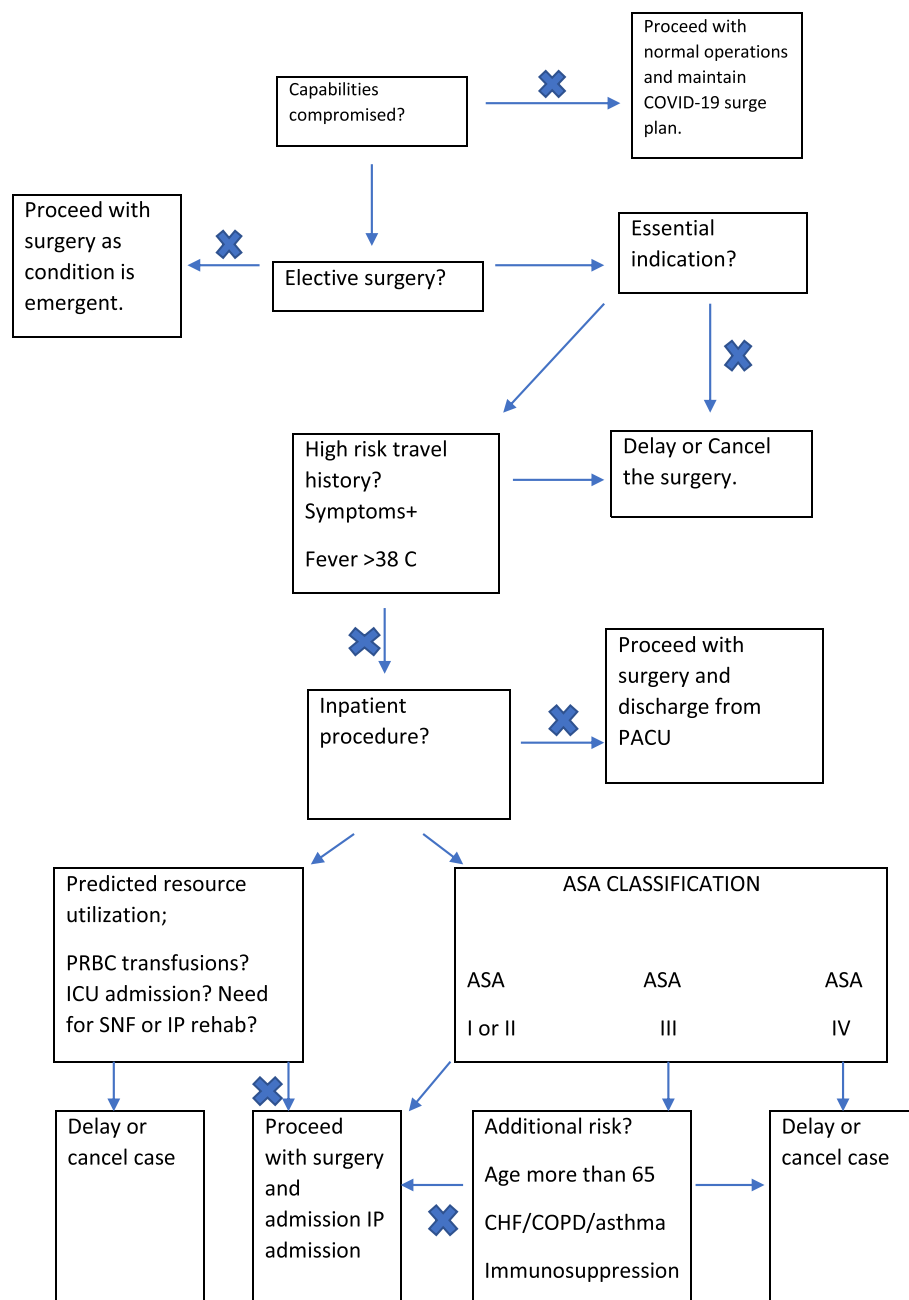 Proceed with
normal operations
and maintain
COVID-19 surge
plan.
Capabilities
compromised?
Proceed with
surgery as
condition is
emergent.
Elective surgery?
Essential
indication?
High risk travel
history?
Symptoms+
Fever >38 C
Delay or Cancel
the surgery.
Inpatient
procedure?
Proceed with
surgery and
discharge from
PACU
Predicted resource
utilization;
PRBC transfusions?
ICU admission? Need
for SNF or IP rehab?
ASA CLASSIFICATION
ASA ASA ASA
I or II III IV
Delay or
cancel case
Proceed
with surgery
and
admission IP
admission
Additional risk?
Age more than 65
CHF/COPD/asthma
Immunosuppression
Delay or
cancel case